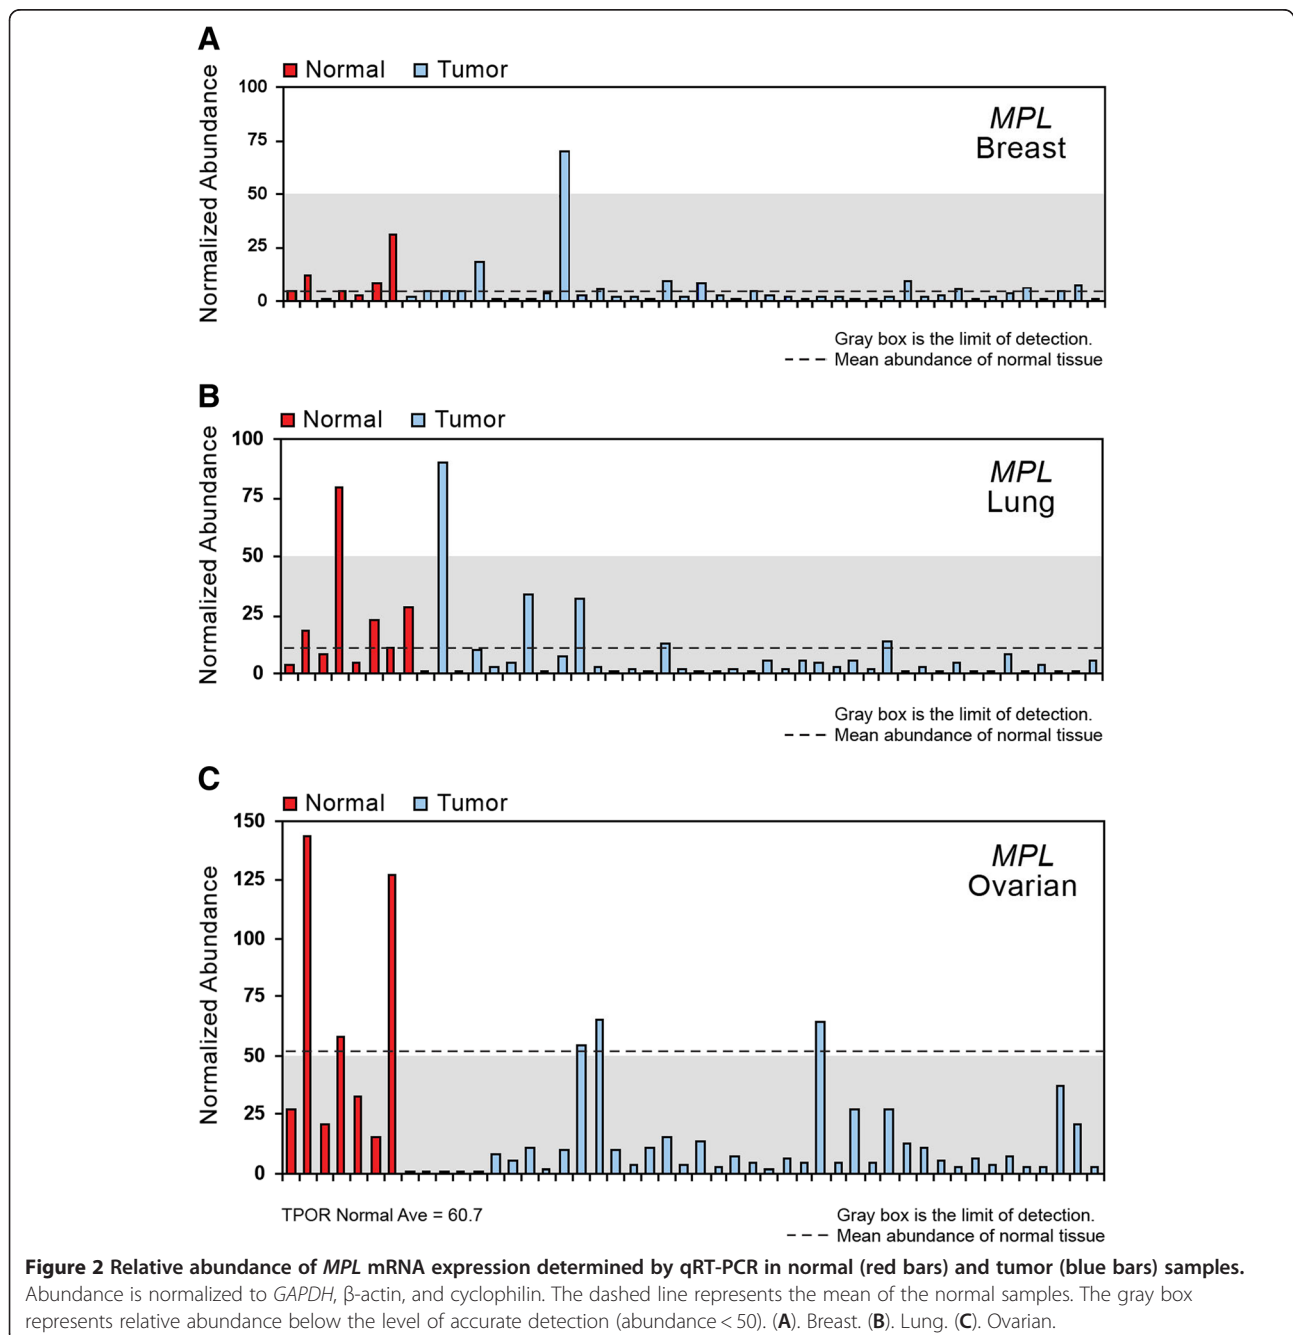 A
Normal Tumor
Normalized Abundance
100
75
50
25
0
MPL
Breast
Gray box is the limit of detection.
Mean abundance of normal tissue
B
Normal Tumor
Normalized Abundance
100
75
50
25
0
MPL
Lung
Gray box is the limit of detection.
Mean abundance of normal tissue
C
Normal Tumor
Normalized Abundance
150
125
100
75
50
25
0
MPL
Ovarian
TPOR Normal Ave = 60.7
Gray box is the limit of detection.
Mean abundance of normal tissue
Figure 2 Relative abundance of MPL mRNA expression determined by qRT-PCR in normal (red bars) and tumor (blue bars) samples.
Abundance is normalized to GAPDH, β-actin, and cyclophilin. The dashed line represents the mean of the normal samples. The gray box
represents relative abundance below the level of accurate detection (abundance < 50). (A). Breast. (B). Lung. (C). Ovarian.